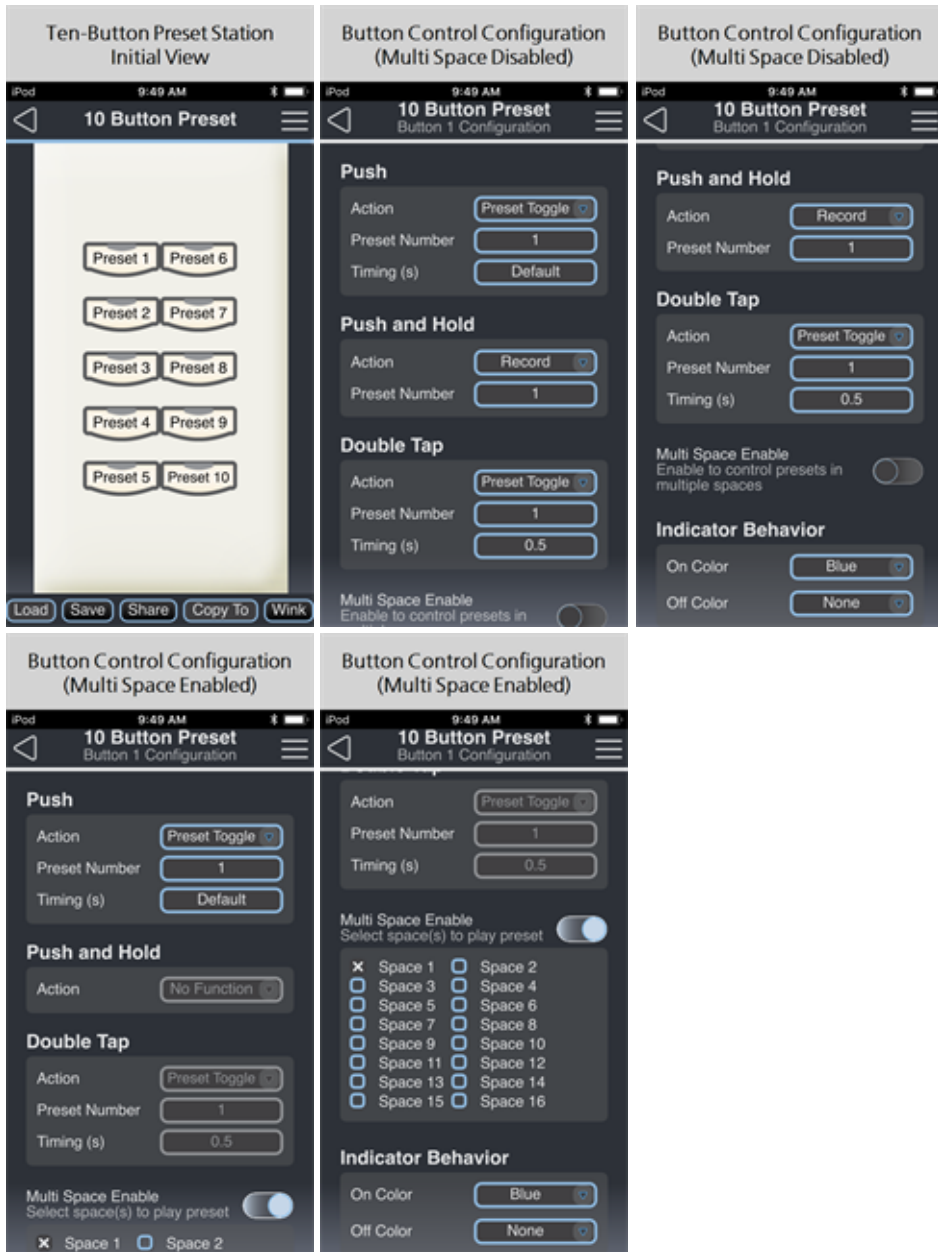 Ten-Button Preset Station
Initial View
iPod 9:49 AM
10 Button Preset
Preset 1 Preset 6
Preset 2 Preset 7
Preset 3 Preset 8
Preset 4 Preset 9
Preset 5 Preset 10
Load Save Share Copy To Wink
Button Control Configuration
(Multi Space Disabled)
iPod 9:49 AM
10 Button Preset
Button 1 Configuration
Push
Action Preset Toggle
Preset Number 1
Timing (s) Default
Push and Hold
Action Record
Preset Number 1
Double Tap
Action Preset Toggle
Preset Number 1
Timing (s) 0.5
Multi Space Enable
Enable to control presets in
Button Control Configuration
(Multi Space Disabled)
iPod 9:49 AM
10 Button Preset
Button 1 Configuration
Push and Hold
Action Record
Preset Number 1
Double Tap
Action Preset Toggle
Preset Number 1
Timing (s) 0.5
Multi Space Enable
Enable to control presets in
multiple spaces
Indicator Behavior
On Color Blue
Off Color None
Button Control Configuration
(Multi Space Enabled)
iPod 9:49 AM
10 Button Preset
Button 1 Configuration
Push
Action Preset Toggle
Preset Number 1
Timing (s) Default
Push and Hold
Action No Function
Double Tap
Action Preset Toggle
Preset Number 1
Timing (s) 0.5
Multi Space Enable
Select space(s) to play preset
Space 1 Space 2
Button Control Configuration
(Multi Space Enabled)
iPod 9:49 AM
10 Button Preset
Button 1 Configuration
Action Preset Toggle
Preset Number 1
Timing (s) 0.5
Multi Space Enable
Select space(s) to play preset
Space 1 Space 2
Space 3 Space 4
Space 5 Space 6
Space 7 Space 8
Space 9 Space 10
Space 11 Space 12
Space 13 Space 14
Space 15 Space 16
Indicator Behavior
On Color Blue
Off Color None